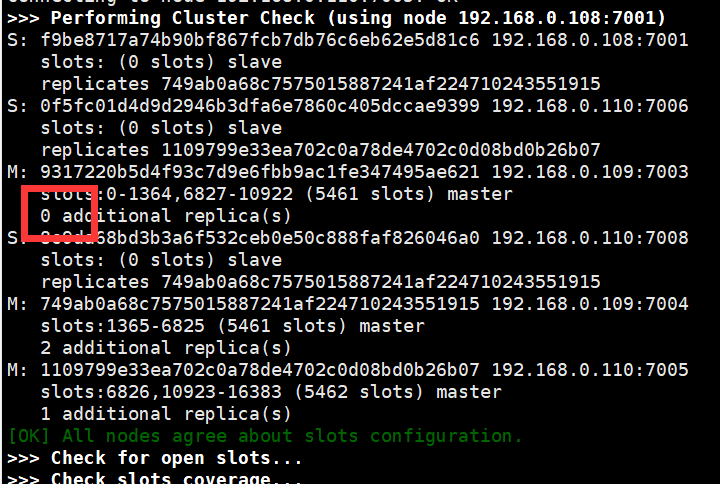 >>> Performing Cluster Check (using node 192.168.0.108:7001)
S: f9be8717a74b90bf867fcb7db76c6eb62e5d81c6 192.168.0.108:7001
slots: (0 slots) slave
replicates 749ab0a68c7575015887241af224710243551915
S: 0f5fc01d4d9d2946b3dfa6e7860c405dccae9399 192.168.0.110:7006
slots: (0 slots) slave
replicates 1109799e33ea702c0a78de4702c0d08bd0b26b07
M: 9317220b5d4f93c7d9e6fbb9ac1fe347495ae621 192.168.0.109:7003
slots:0-1364,6827-10922 (5461 slots) master
0 additional replica(s)
S: 192.168.0.110:7008
slots: (0 slots) slave
replicates 749ab0a68c7575015887241af224710243551915
M: 749ab0a68c7575015887241af224710243551915 192.168.0.109:7004
slots:1365-6825 (5461 slots) master
2 additional replica(s)
M: 1109799e33ea702c0a78de4702c0d08bd0b26b07 192.168.0.110:7005
slots:6826,10923-16383 (5462 slots) master
1 additional replica(s)
[OK] All nodes agree about slots configuration.
>>> Check for open slots...
>>> Check slots coverage...